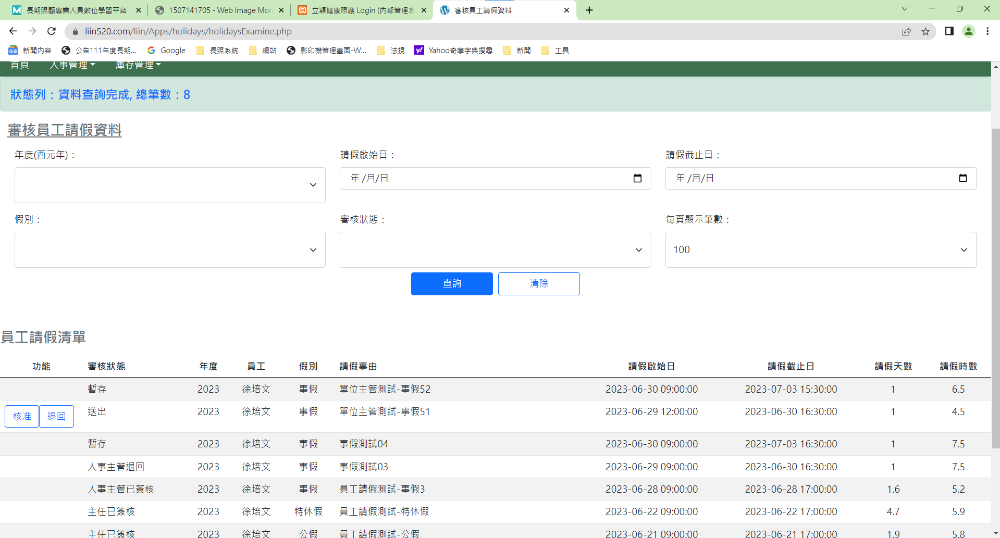 長期照顧專業人員數位學習平台
1507141705 - Web Image Mon
立穎健康照護 Login (內部管理系
審核員工請假資料
liin520.com/liin/Apps/holidays/holidaysExamine.php
新聞內容 公告111年度長期... Google 長照系統 網站 影印機管理畫面-W... 法規 Yahoo奇摩字典搜尋 新聞 工具
首頁 人事管理 庫存管理
狀態列：資料查詢完成, 總筆數：8
審核員工請假資料
年度(西元年)： 請假啟始日： 請假截止日：
年 /月/日 年 /月/日
假別： 審核狀態： 每頁顯示筆數：
100
查詢 清除
員工請假清單
功能 審核狀態 年度 員工 假別 請假事由 請假啟始日 請假截止日 請假天數 請假時數
暫存 2023 徐培文 事假 單位主管測試-事假52 2023-06-30 09:00:00 2023-07-03 15:30:00 1 6.5
核准 退回 送出 2023 徐培文 事假 單位主管測試-事假51 2023-06-29 12:00:00 2023-06-30 16:30:00 1 4.5
暫存 2023 徐培文 事假 事假測試04 2023-06-30 09:00:00 2023-07-03 16:30:00 1 7.5
人事主管退回 2023 徐培文 事假 事假測試03 2023-06-29 09:00:00 2023-06-30 16:30:00 1 7.5
人事主管已簽核 2023 徐培文 事假 員工請假測試-事假3 2023-06-28 09:00:00 2023-06-28 17:00:00 1.6 5.2
主任已簽核 2023 徐培文 特休假 員工請假測試-特休假 2023-06-22 09:00:00 2023-06-22 17:00:00 4.7 5.9
主任已簽核 2023 徐培文 公假 員工請假測試-公假 2023-06-21 09:00:00 2023-06-21 17:00:00 1.9 5.8